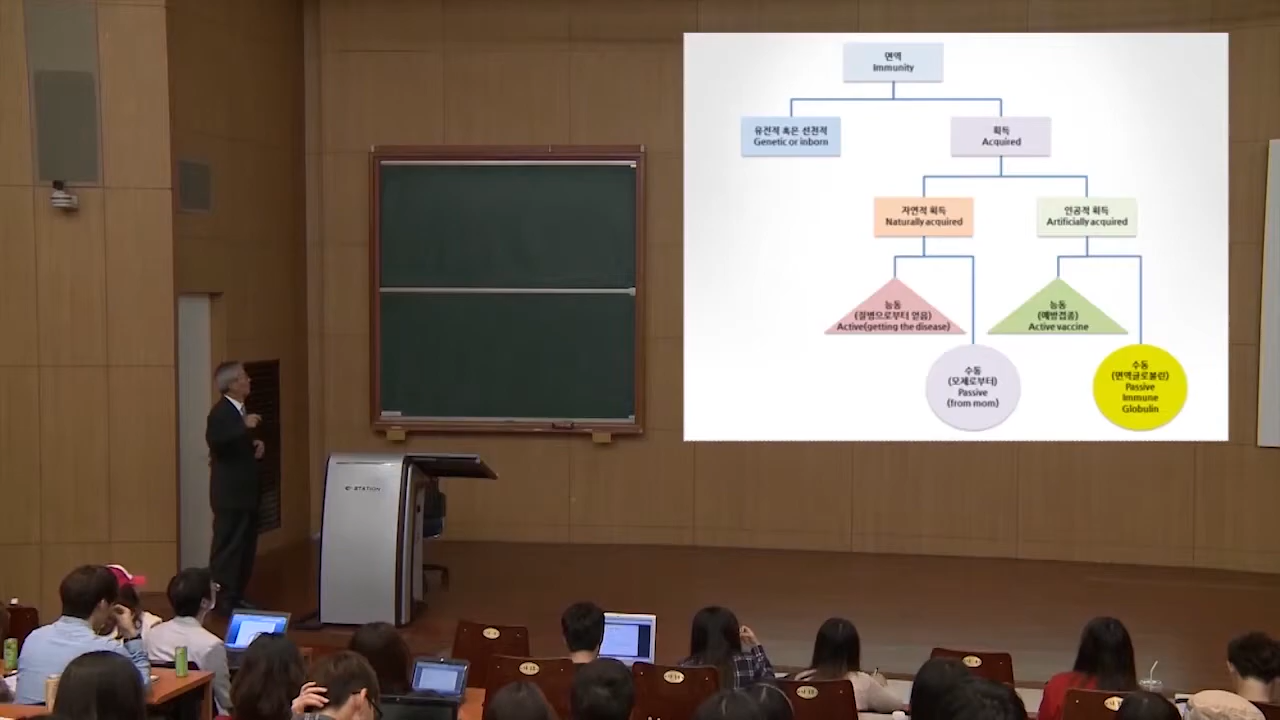 면역
Immunity
유전적 혹은 선천적
Genetic or inborn
획득
Acquired
자연적 획득
Naturally acquired
인공적 획득
Artificially acquired
능동
(질병으로부터 얻음)
Active(getting the disease)
능동
(예방접종)
Active vaccine
수동
(모체로부터)
Passive
(from mom)
수동
(면역글로불린)
Passive
Immune
Globulin
STATION